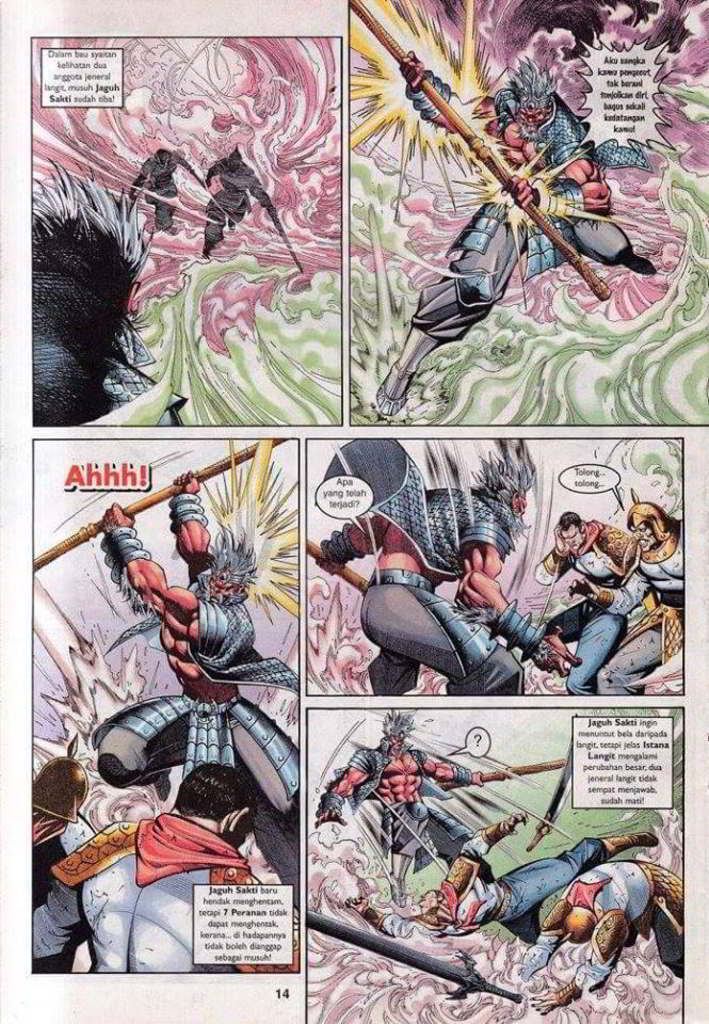 Dalam bau syaitan
kelihatan dua
anggota jeneral
langit, musuh Jaguh
Sakti sudah tiba!
Aku sangka
kamu pengecut,
tak berani
tonjolkan diri,
bagus sekali
kedatangan
kamu!
Ahhh!
Jaguh Sakti baru
hendak menghentam,
tetapi 7 Peranan tidak
dapat menghentak,
kerana... di hadapannya
tidak boleh dianggap
sebagai musuh!
Apa
yang telah
terjadi?
Tolong...
tolong...
?
Jaguh Sakti ingin
menuntut bela daripada
langit, tetapi jelas Istana
Langit mengalami
perubahan besar, dua
jeneral langit tidak
sempat menjawab,
sudah mati!
14